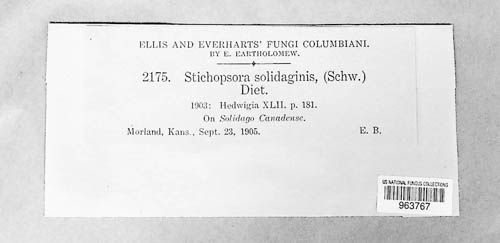 ELLIS AND EVERHARTS' FUNGI COLUMBIANI.
BY E. BARTHOLOMEW.
2175. Stichopsora solidaginis, (Schw.)
Diet.
1903: Hedwigia XLII. p. 181.
On Solidago Canadense.
Morland, Kans., Sept. 23, 1905. E. B.
US NATIONAL FUNGUS COLLECTIONS
963767